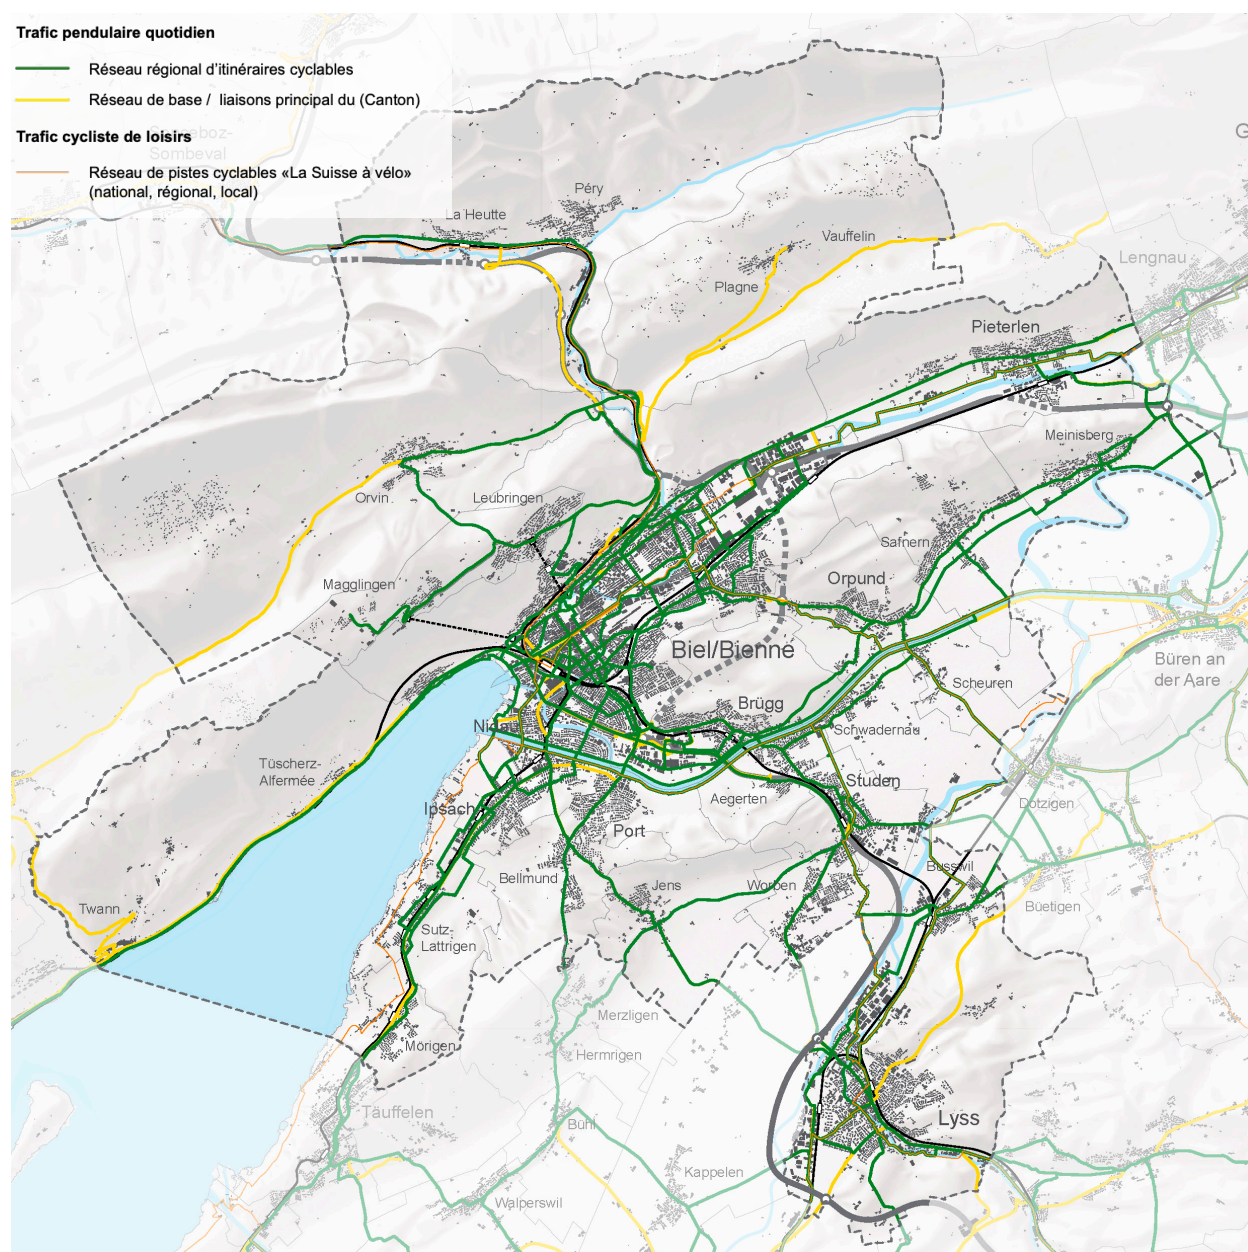 Trafic pendulaire quotidien
Réseau régional d'itinéraires cyclables
Réseau de base / liaisons principal du (Canton)
Trafic cycliste de loisirs
Sombeval
Réseau de pistes cyclables «La Suisse à vélo»
(national, régional, local)
G
Péry
La Heutte
Vauffelin
Lengnau
Plagne
Pieterlen
Meinisberg
Orvin
Leubringen
Safnern
Magglingen
Orpund
Biel/Bienne
Büren an
der Aare
Scheuren
Brügg
Schwadernau
Tüscherz-
Alfermée
Studen
Aegerten
Dotzigen
Ipsach
Port
Busswil
Bellmund
Jens
Worben
Büetigen
Twann
Sutz-
Lattrigen
Merzligen
Mörigen
Hermrigen
Täuffelen
Lyss
Bühl
Kappelen
Walperswil